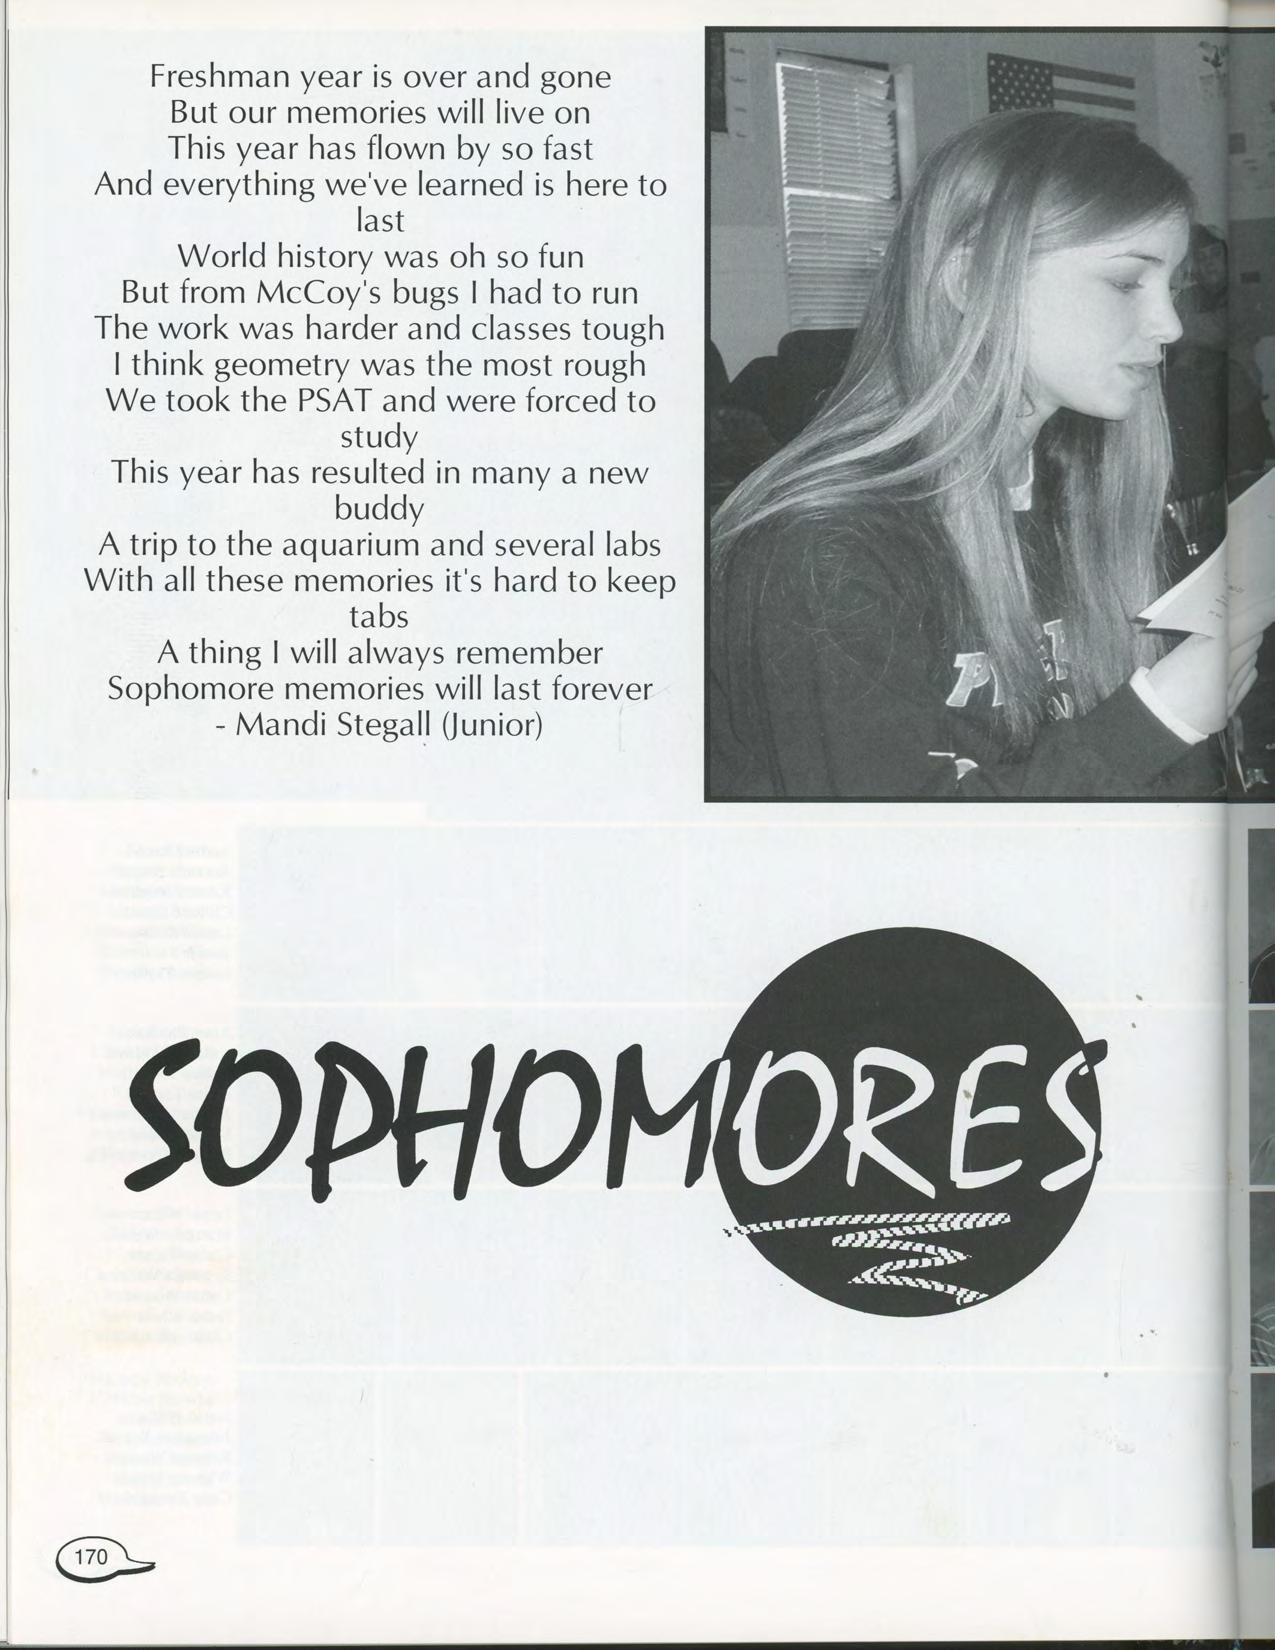 Freshman year is over and gone
But our memories will live on
This year has flown by so fast
And everything we've learned is here to
last
World history was oh so fun
But from McCoy's bugs I had to run
The work was harder and classes tough
I think geometry was the most rough
We took the PSAT and were forced to
study
This year has resulted in many a new
buddy
A trip to the aquarium and several labs
With all these memories it's hard to keep
tabs
A thing I will always remember
Sophomore memories will last forever
- Mandi Stegall (Junior)
SOPHOMORES
170